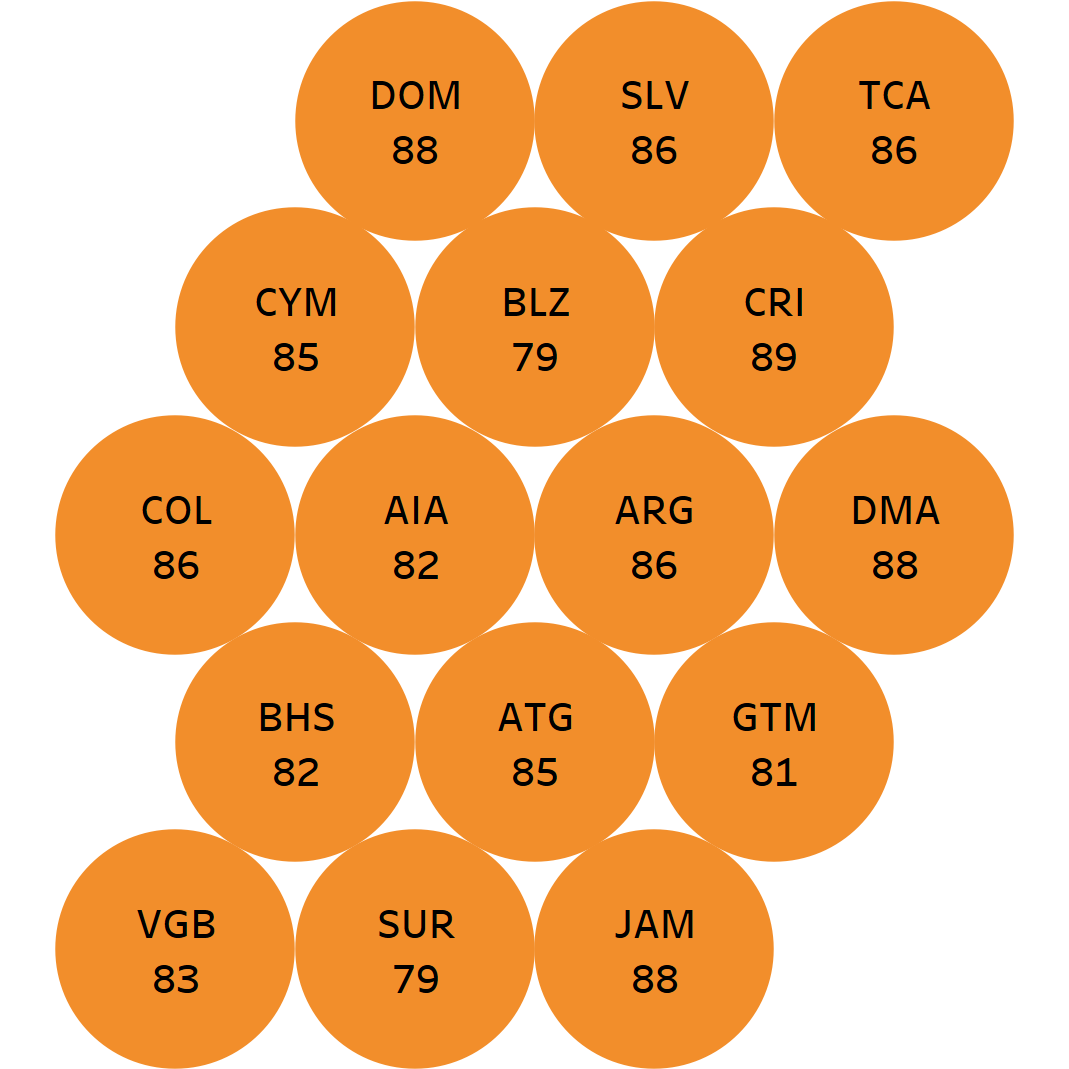 DOM
88
SLV
86
TCA
86
CYM
85
BLZ
79
CRI
89
COL
86
AIA
82
ARG
86
DMA
88
BHS
82
ATG
85
GTM
81
VGB
83
SUR
79
JAM
88